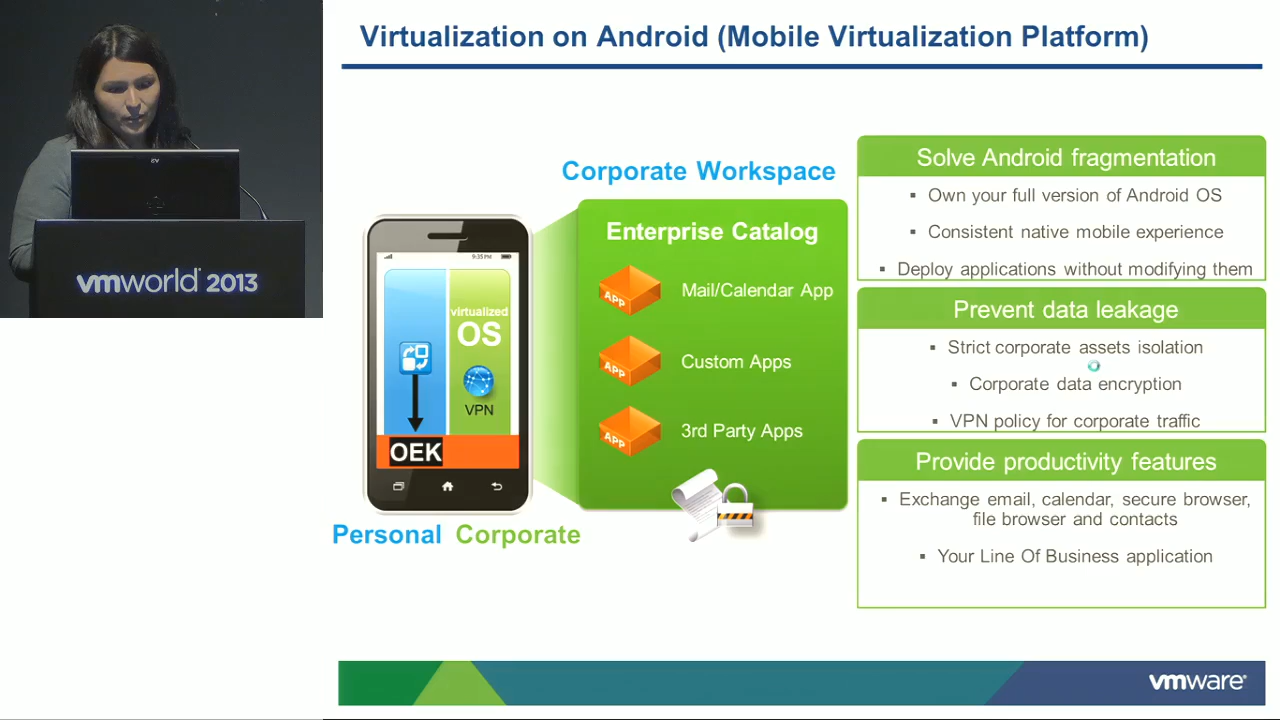 Virtualization on Android (Mobile Virtualization Platform)
vmworld® 2013
Corporate Workspace
Enterprise Catalog
APP
Mail/Calendar App
APP
Custom Apps
APP
3rd Party Apps
9:35 PM
virtualized
OS
VPN
OEK
Personal Corporate
Solve Android fragmentation
▪ Own your full version of Android OS
▪ Consistent native mobile experience
▪ Deploy applications without modifying them
Prevent data leakage
▪ Strict corporate assets isolation
▪ Corporate data encryption
▪ VPN policy for corporate traffic
Provide productivity features
▪ Exchange email, calendar, secure browser,
file browser and contacts
▪ Your Line Of Business application
vmware®